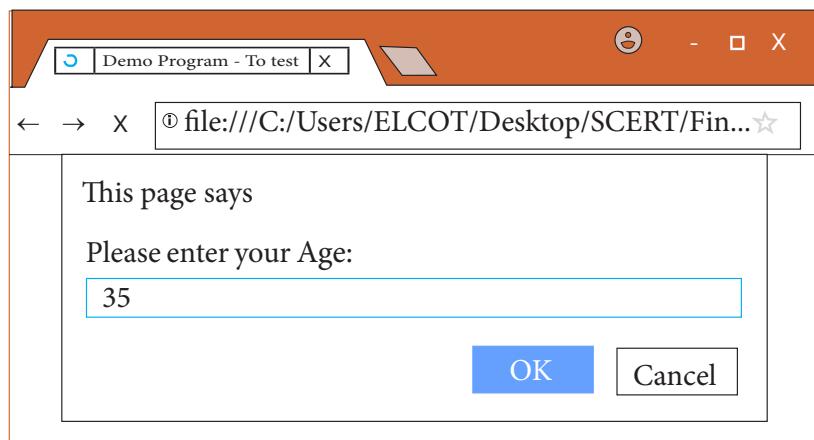 Demo Program - To test X
- X
← → X file:///C:/Users/ELCOT/Desktop/SCERT/Fin...
This page says
Please enter your Age:
35
OK Cancel